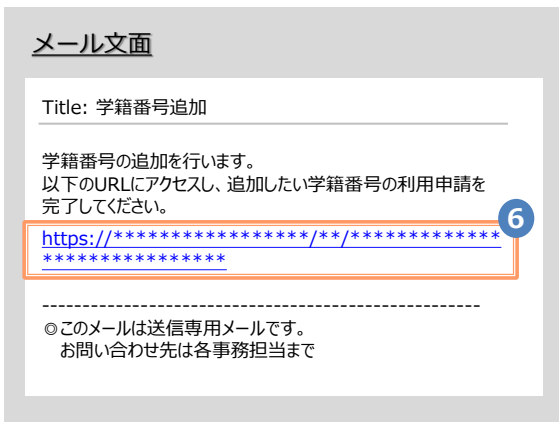 メール文面
Title: 学籍番号追加
学籍番号の追加を行います。
以下のURLにアクセスし、追加したい学籍番号の利用申請を
完了してください。
6
https://*****************/**/*************
****************
------------------------------------------------------
◎このメールは送信専用メールです。
お問い合わせ先は各事務担当まで